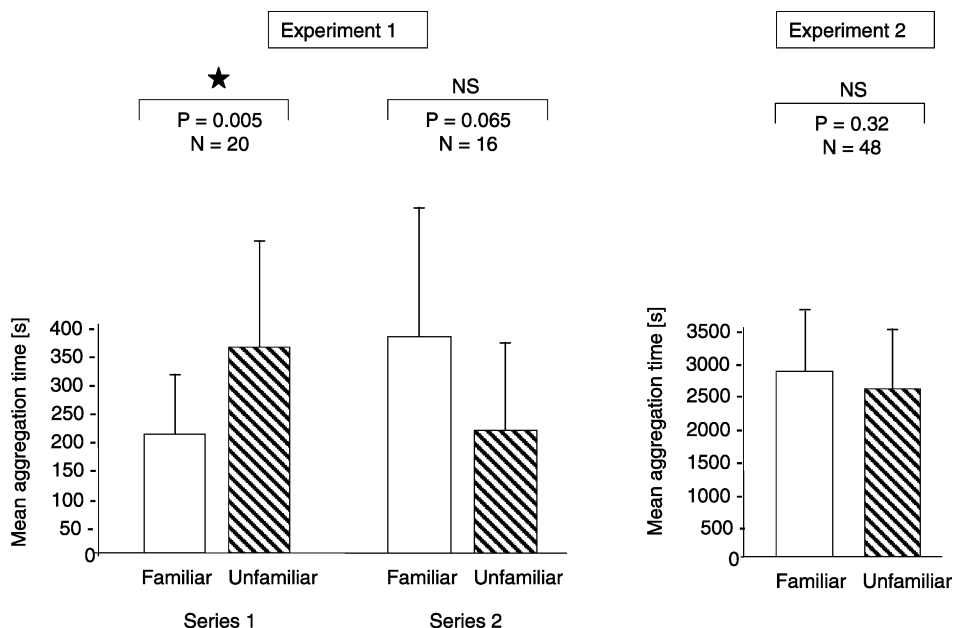 Experiment 1
Experiment 2
★
NS
NS
P = 0.005
N = 20
P = 0.065
N = 16
P = 0.32
N = 48
Mean aggregation time [s]
400
350
300
250
200
150
100
50
0
Familiar
Unfamiliar
Familiar
Unfamiliar
Series 1
Series 2
Mean aggregation time [s]
3500
3000
2500
2000
1500
1000
500
0
Familiar
Unfamiliar